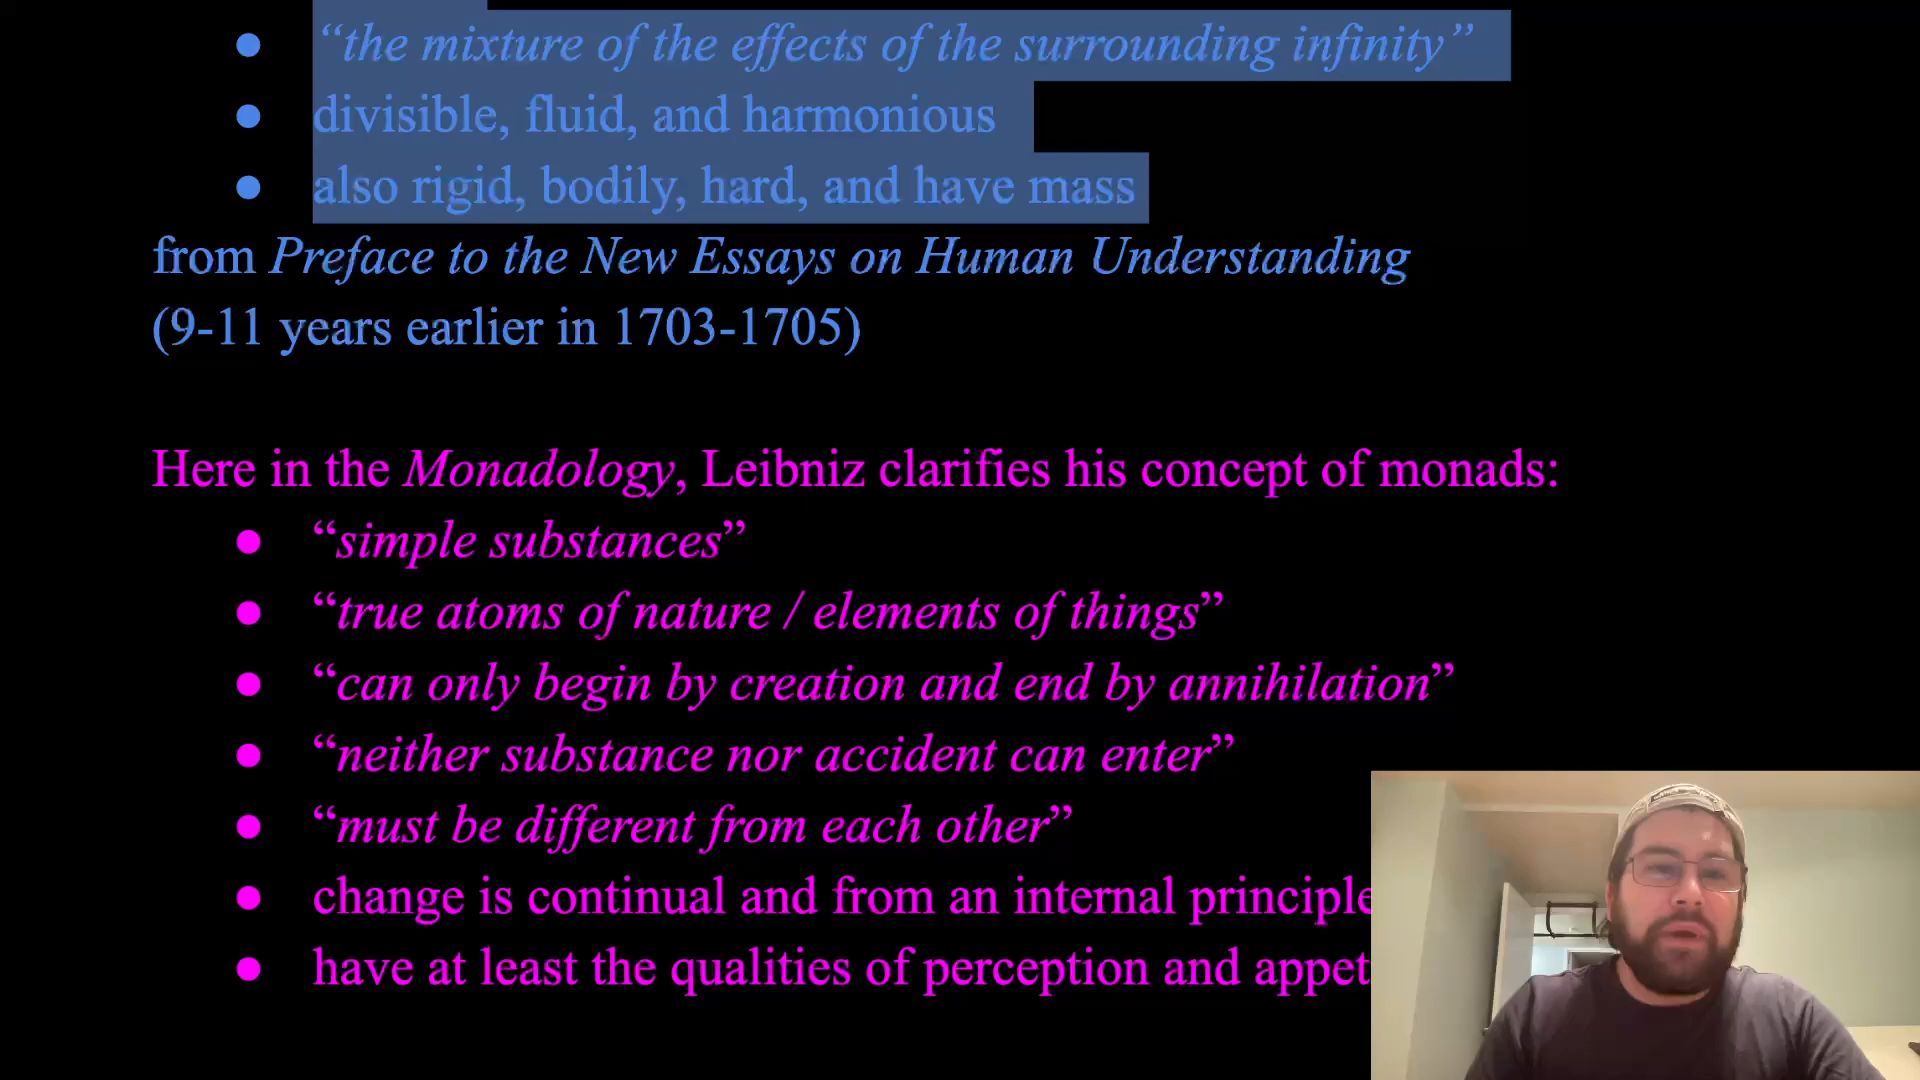 “the mixture of the effects of the surrounding infinity”
divisible, fluid, and harmonious
also rigid, bodily, hard, and have mass
from Preface to the New Essays on Human Understanding
(9-11 years earlier in 1703-1705)
Here in the Monadology, Leibniz clarifies his concept of monads:
“simple substances”
“true atoms of nature / elements of things”
“can only begin by creation and end by annihilation”
“neither substance nor accident can enter”
“must be different from each other”
change is continual and from an internal principle
have at least the qualities of perception and appet